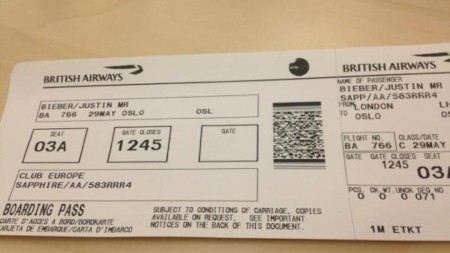 BRITISH AIRWAYS
BIEBER/JUSTIN MR
BA 766 29MAY OSLO OSL
SEAT
03A
GATE CLOSES
1245
GATE
CLUB EUROPE
SAPPHIRE/AA/583RRR4
BOARDING PASS
CARTE D'ACCES A BORD/BORDKARTE
TARJETA DE EMBARQUE/CARTA D'IMBARCO
SUBJECT TO CONDITIONS OF CARRIAGE, COPIES
AVAILABLE ON REQUEST. SEE IMPORTANT
NOTICES ON THE BACK OF THIS DOCUMENT.
BRITISH AIRWAYS
NAME OF PASSENGER
BIEBER/JUSTIN MR
SAPP/AA/583RRR4
FROM LONDON LH
TO OSLO
FLIGHT NO. CLASS/DATE
BA 766 C 29MAY
GATE GATE CLOSES SEAT
1245 03A
PCS. CK.WT. UNCK. SEQ NO
0 0 0 071
1M ETKT